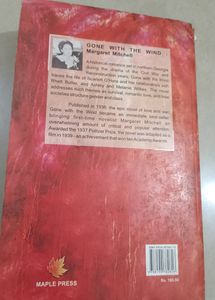 GONE WITH THE WIND
Margaret Mitchell
A historical romance set in northern Georgia
during the drama of the Civil War and
Reconstruction years, Gone with the Wind
traces the life of Scarlett O'Hara and her relationships with
Rhett Butler, and Ashley and Melanie Wilkes. The novel
addresses such themes as survival, romantic love, and how
societies structure gender and class.
Published in 1936, the epic novel of love and war,
Gone with the Wind became an immediate best-seller
bringing first-time novelist Margaret Mitchell an
overwhelming amount of critical and popular attention.
Awarded the 1937 Pulitzer Prize, the novel was adapted as a
film in 1939 - an achievement that won ten Academy Awards.
MAPLE PRESS